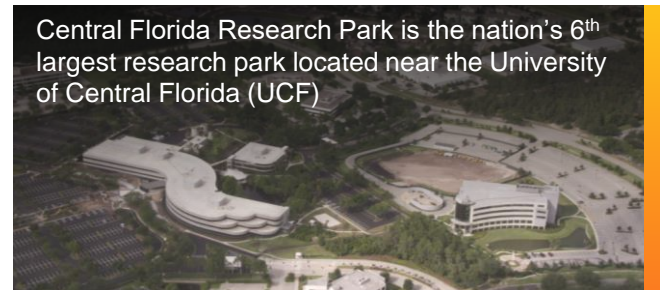 Central Florida Research Park is the nation’s 6th
largest research park located near the University
of Central Florida (UCF)